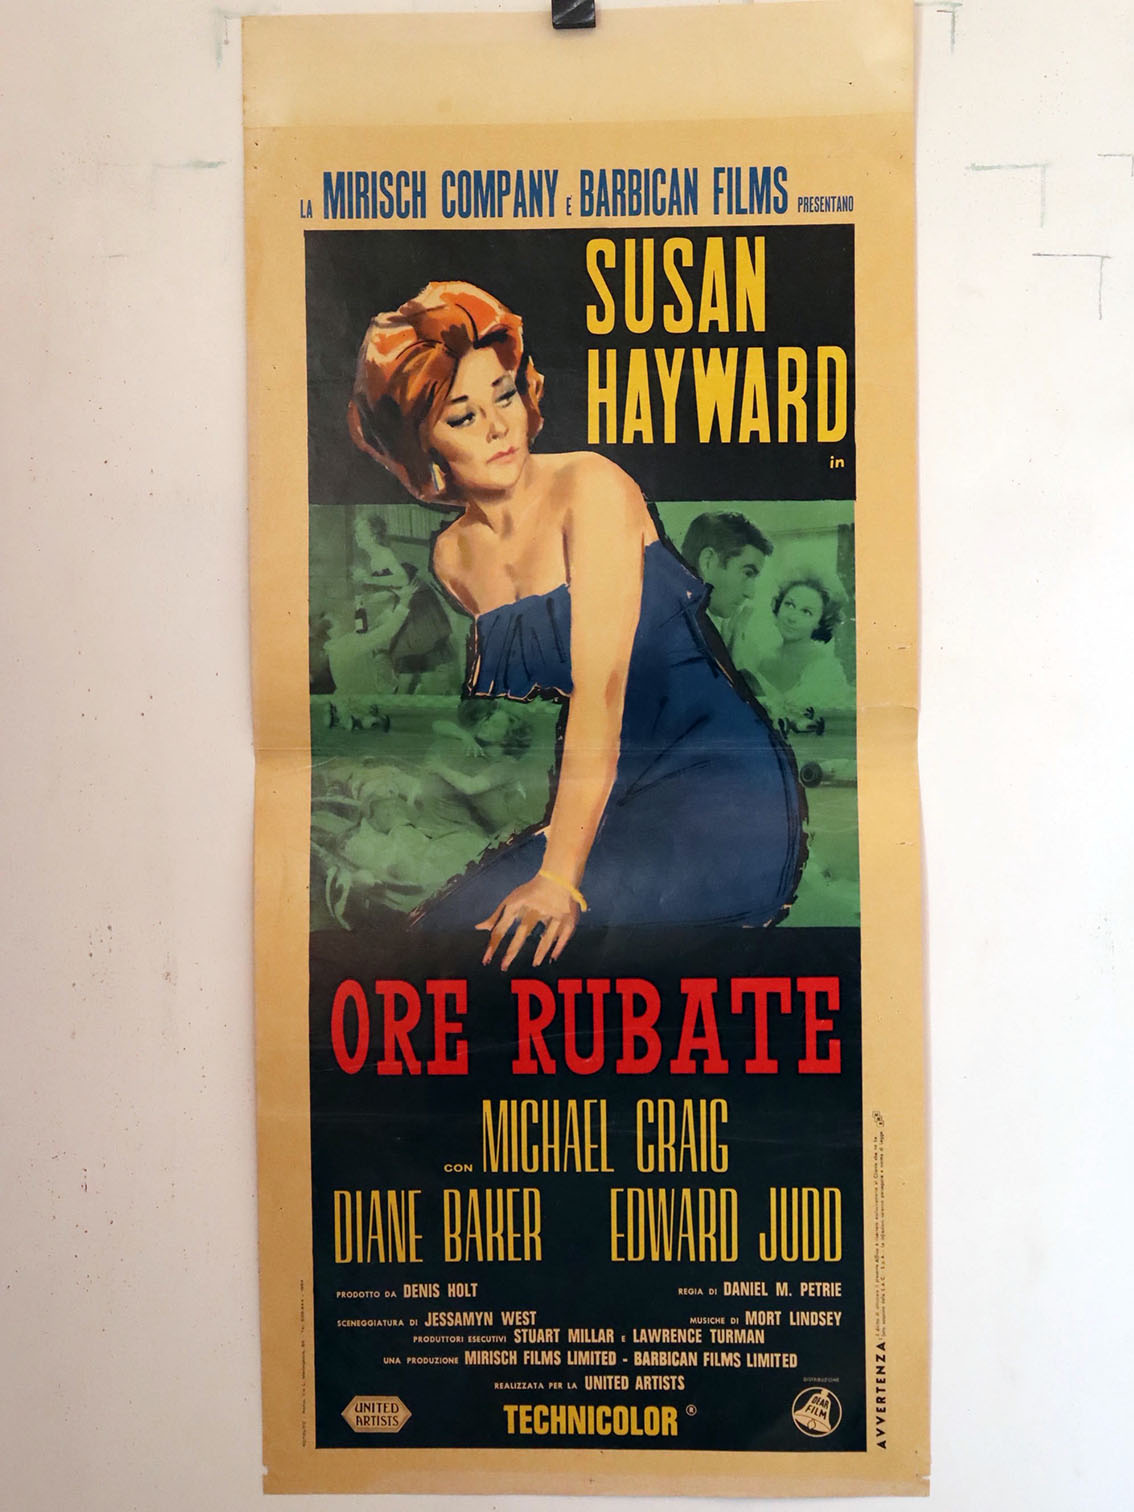 LA MIRISCH COMPANY E BARBICAN FILMS PRESENTANO
SUSAN
HAYWARD
in
ORE RUBATE
CON MICHAEL CRAIG
DIANE BAKER EDWARD JUDD
PRODOTTO DA DENIS HOLT REGIA DI DANIEL M. PETRIE
SCENEGGIATURA DI JESSAMYN WEST MUSICHE DI MORT LINDSEY
PRODUTTORI ESECUTIVI STUART MILLAR E LAWRENCE TURMAN
UNA PRODUZIONE MIRISCH FILMS LIMITED - BARBICAN FILMS LIMITED
REALIZZATA PER LA UNITED ARTISTS
TECHNICOLOR ®
UNITED
ARTISTS
DISTRIBUZIONE
DEAR
FILM
AVVERTENZA